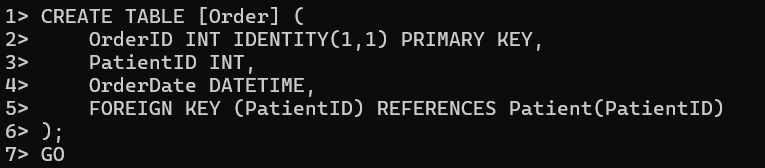 1> CREATE TABLE [Order] (
2>     OrderID INT IDENTITY(1,1) PRIMARY KEY,
3>     PatientID INT,
4>     OrderDate DATETIME,
5>     FOREIGN KEY (PatientID) REFERENCES Patient(PatientID)
6> );
7> GO